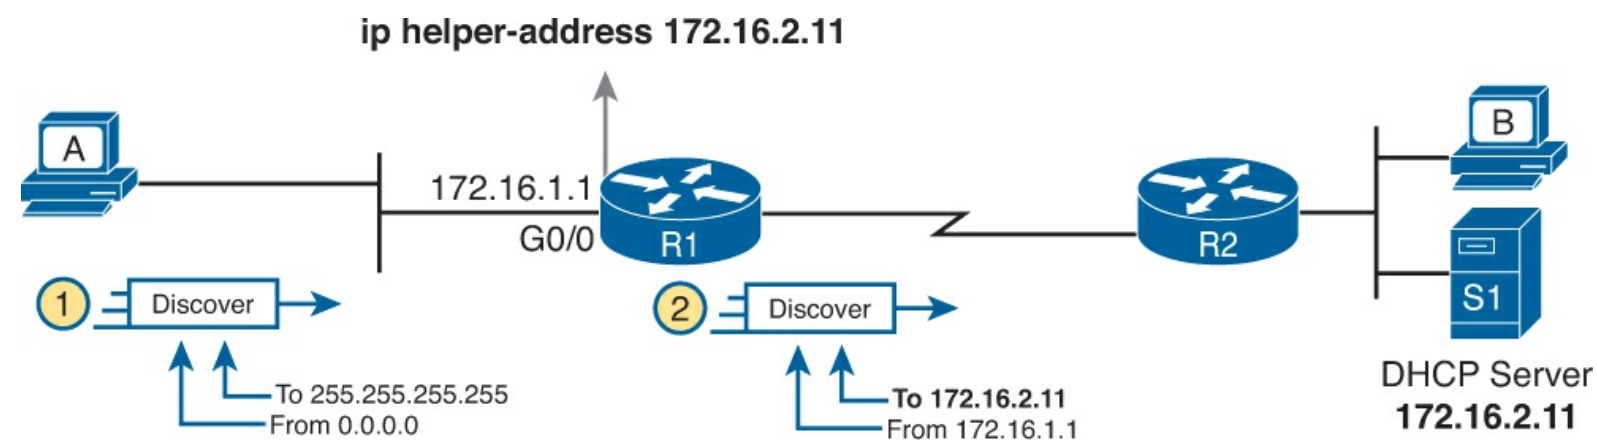 ip helper-address 172.16.2.11
A
172.16.1.1
G0/0
R1
R2
B
S1
1
Discover
To 255.255.255.255
From 0.0.0.0
2
Discover
To 172.16.2.11
From 172.16.1.1
DHCP Server
172.16.2.11